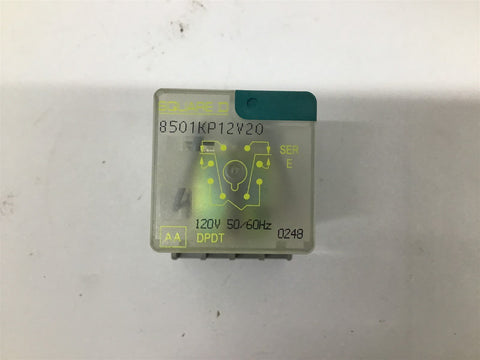 SQUARE D
8501KP12V20
SER
E
120V 50/60Hz
AA DPDT 0248